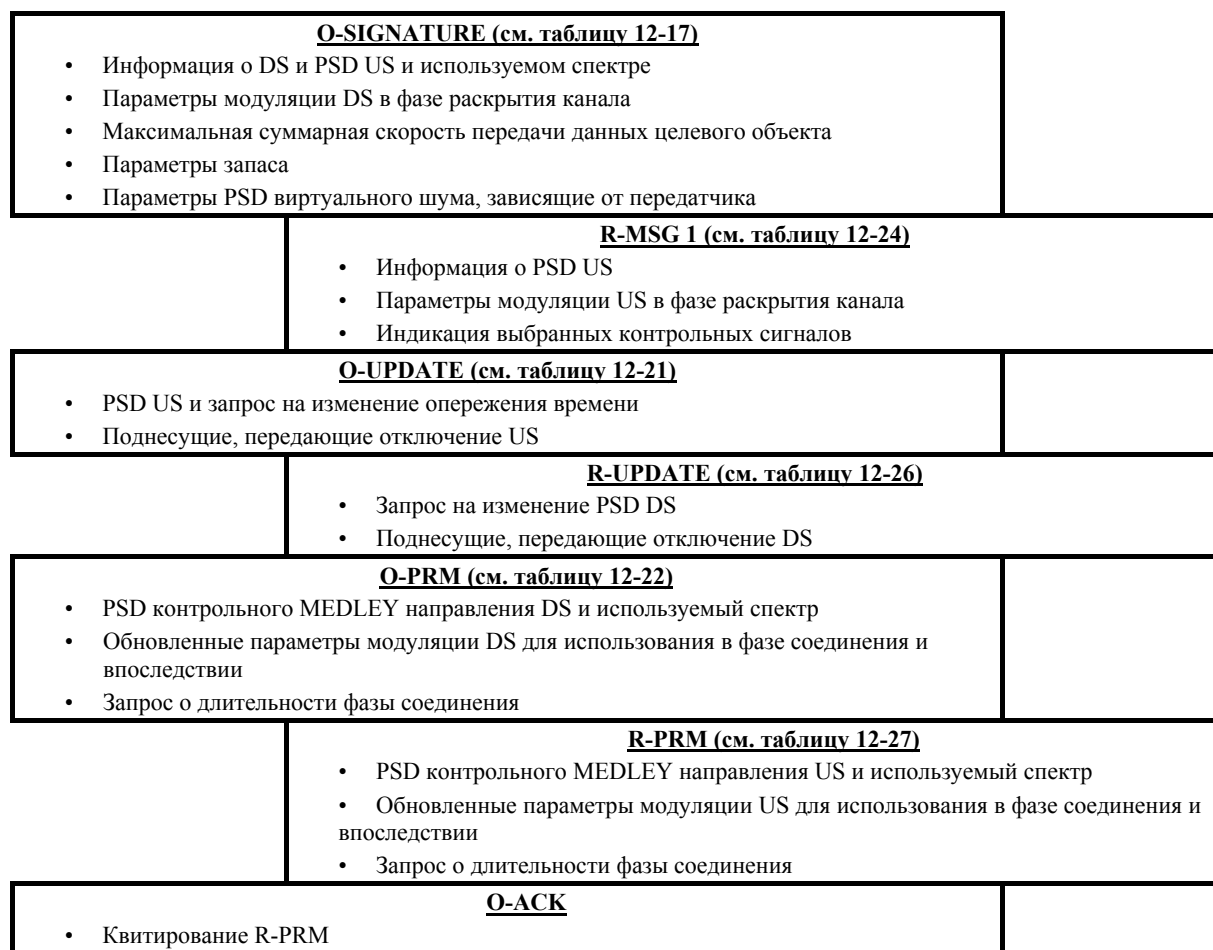 O-SIGNATURE (см. таблицу 12-17)
• Информация о DS и PSD US и используемом спектре
• Параметры модуляции DS в фазе раскрытия канала
• Максимальная суммарная скорость передачи данных целевого объекта
• Параметры запаса
• Параметры PSD виртуального шума, зависящие от передатчика
R-MSG 1 (см. таблицу 12-24)
• Информация о PSD US
• Параметры модуляции US в фазе раскрытия канала
• Индикация выбранных контрольных сигналов
O-UPDATE (см. таблицу 12-21)
• PSD US и запрос на изменение опережения времени
• Поднесущие, передающие отключение US
R-UPDATE (см. таблицу 12-26)
• Запрос на изменение PSD DS
• Поднесущие, передающие отключение DS
O-PRM (см. таблицу 12-22)
• PSD контрольного MEDLEY направления DS и используемый спектр
• Обновленные параметры модуляции DS для использования в фазе соединения и
впоследствии
• Запрос о длительности фазы соединения
R-PRM (см. таблицу 12-27)
• PSD контрольного MEDLEY направления US и используемый спектр
• Обновленные параметры модуляции US для использования в фазе соединения и
впоследствии
• Запрос о длительности фазы соединения
O-ACK
• Квитирование R-PRM